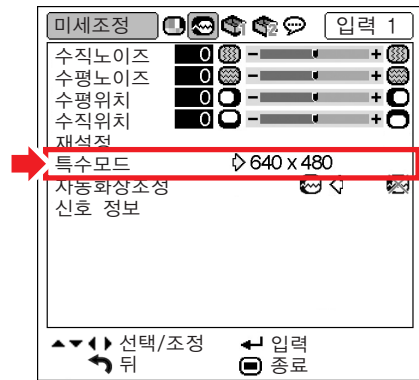 미세조정 입력 1
수직노이즈 0 - +
수평노이즈 0 - +
수평위치 0 - +
수직위치 0 - +
재설정
특수모드 640 x 480
자동화상조정
신호 정보
선택/조정 입력
뒤 종료